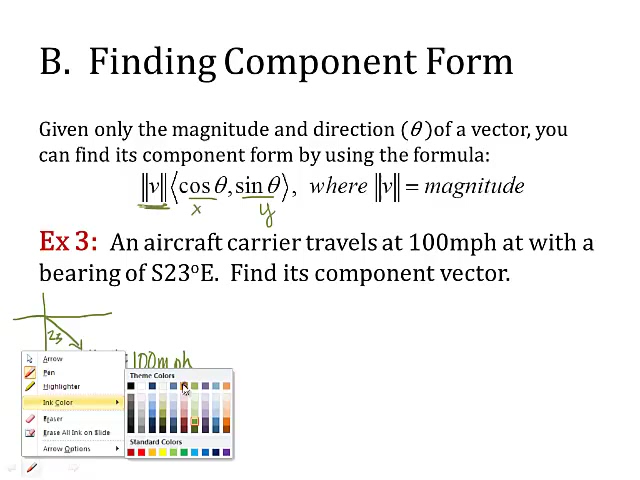 B. Finding Component Form
Given only the magnitude and direction (θ) of a vector, you
can find its component form by using the formula:
‖v‖⟨cos θ, sin θ⟩, where ‖v‖ = magnitude
x y
Ex 3: An aircraft carrier travels at 100mph at with a
bearing of S23°E. Find its component vector.
23
= 100mph
Arrow
Pen
Highlighter
Ink Color
Eraser
Erase All Ink on Slide
Arrow Options
Theme Colors
Standard Colors